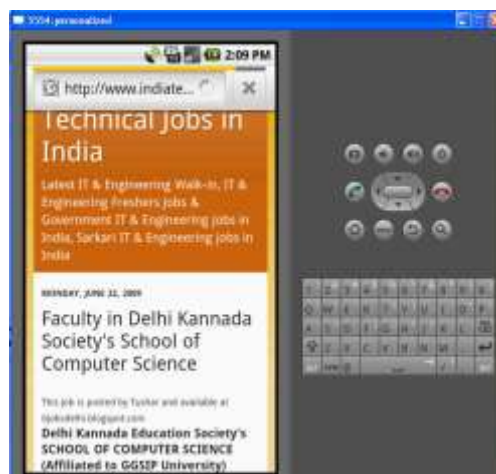 5554:personalized
2:09 PM
http://www.indiate...
Technical Jobs in
India
Latest IT & Engineering Walk-in, IT &
Engineering Freshers Jobs &
Government IT & Engineering jobs in
India, Sarkari IT & Engineering jobs in
India
MONDAY, JUNE 22, 2009
Faculty in Delhi Kannada
Society's School of
Computer Science
This job is posted by Tushar and available at
Delhi Kannada Education Society's
SCHOOL OF COMPUTER SCIENCE
(Affiliated to GGSIP University)